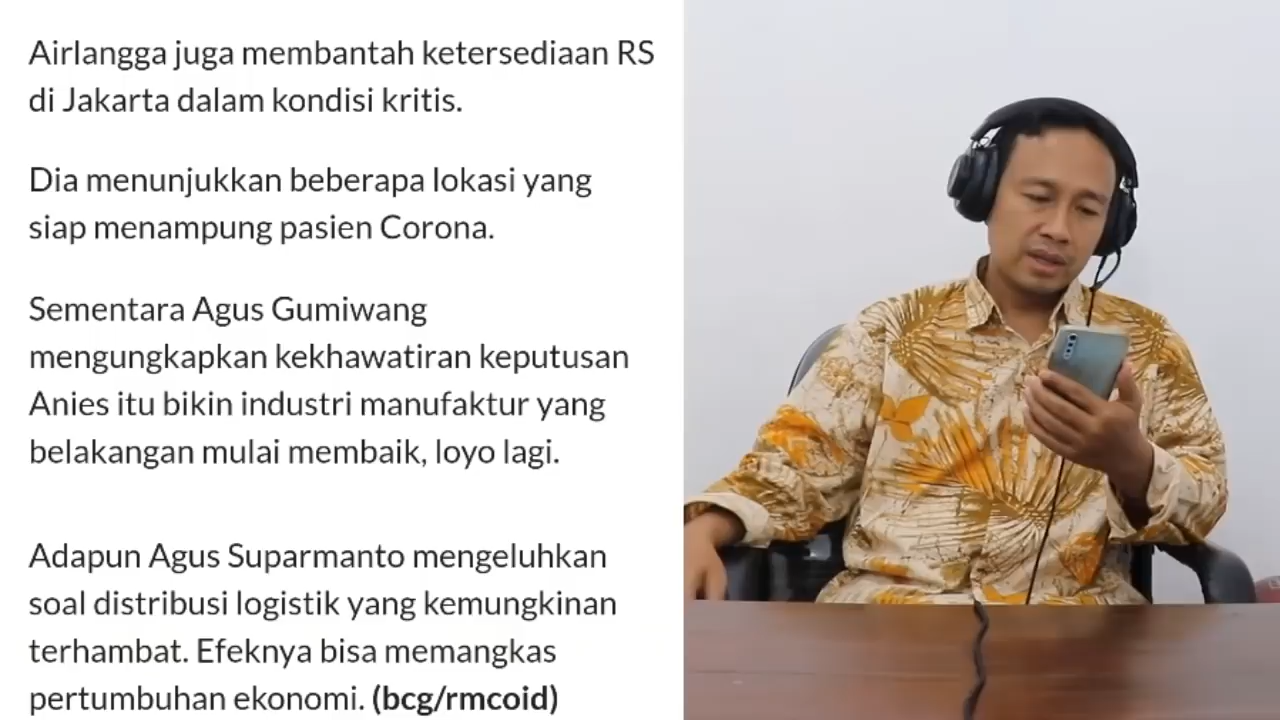 Airlangga juga membantah ketersediaan RS
di Jakarta dalam kondisi kritis.
Dia menunjukkan beberapa lokasi yang
siap menampung pasien Corona.
Sementara Agus Gumiwang
mengungkapkan kekhawatiran keputusan
Anies itu bikin industri manufaktur yang
belakangan mulai membaik, loyo lagi.
Adapun Agus Suparmanto mengeluhkan
soal distribusi logistik yang kemungkinan
terhambat. Efeknya bisa memangkas
pertumbuhan ekonomi. (bcg/rmcoid)